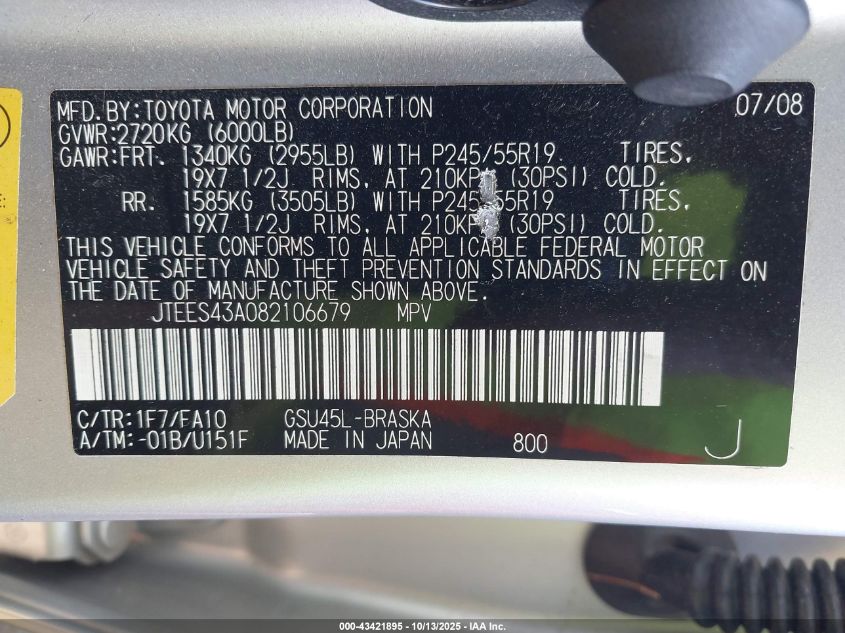 MFD.BY:TOYOTA MOTOR CORPORATION 07/08
GVWR:2720KG (6000LB)
GAWR:FRT. 1340KG (2955LB) WITH P245/55R19 TIRES,
19X7 1/2J RIMS, AT 210KP (30PSI) COLD.
RR. 1585KG (3505LB) WITH P245 55R19 TIRES,
19X7 1/2J RIMS, AT 210KP (30PSI) COLD.
THIS VEHICLE CONFORMS TO ALL APPLICABLE FEDERAL MOTOR
VEHICLE SAFETY AND THEFT PREVENTION STANDARDS IN EFFECT ON
THE DATE OF MANUFACTURE SHOWN ABOVE.
JTEES43A082106679 MPV
C/TR:1F7/FA10 GSU45L-BRASKA
A/TM:-01B/U151F MADE IN JAPAN 800 J
000-43421895 - 10/13/2025 - IAA Inc.